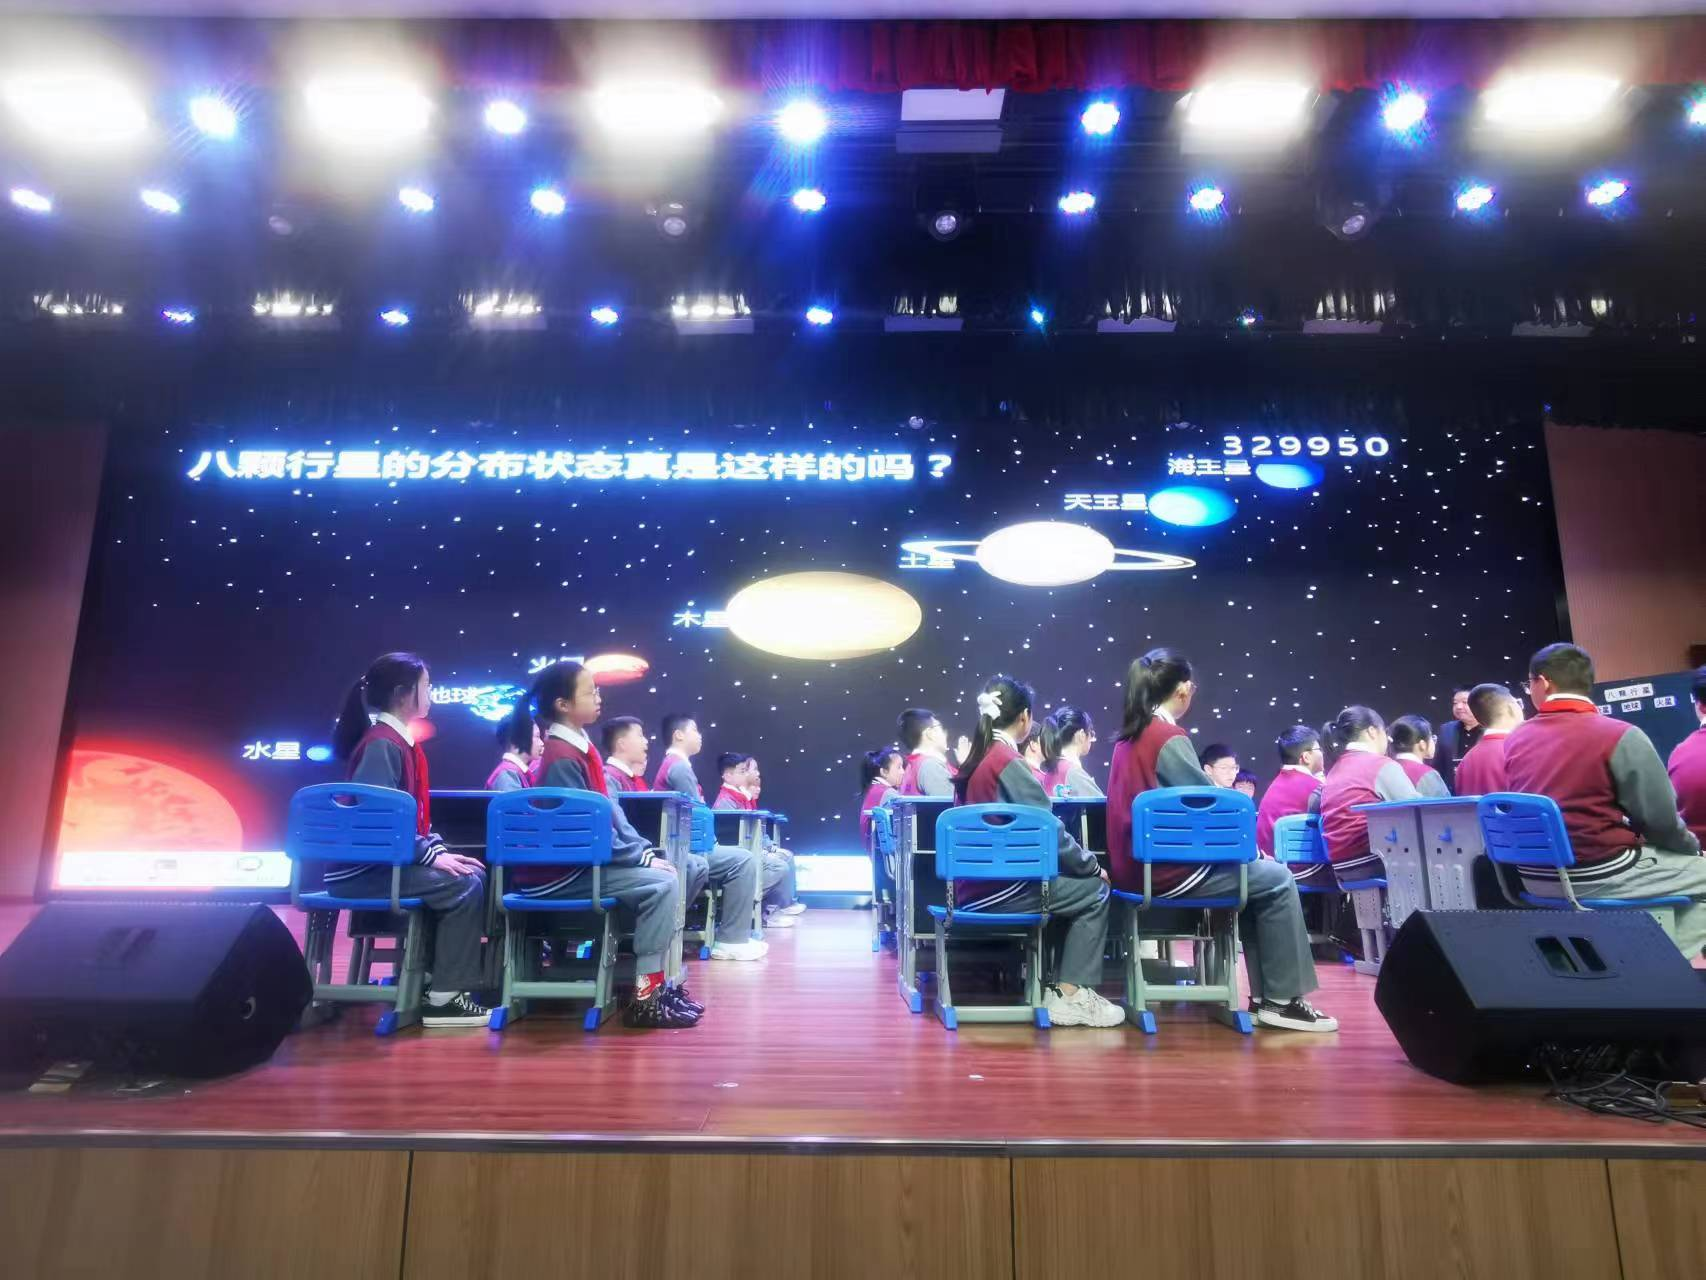 八颗行星的分布状态真是这样的吗？
329950
海王星
天王星
土星
木星
火星
地球
水星
八颗行星
地球
火星